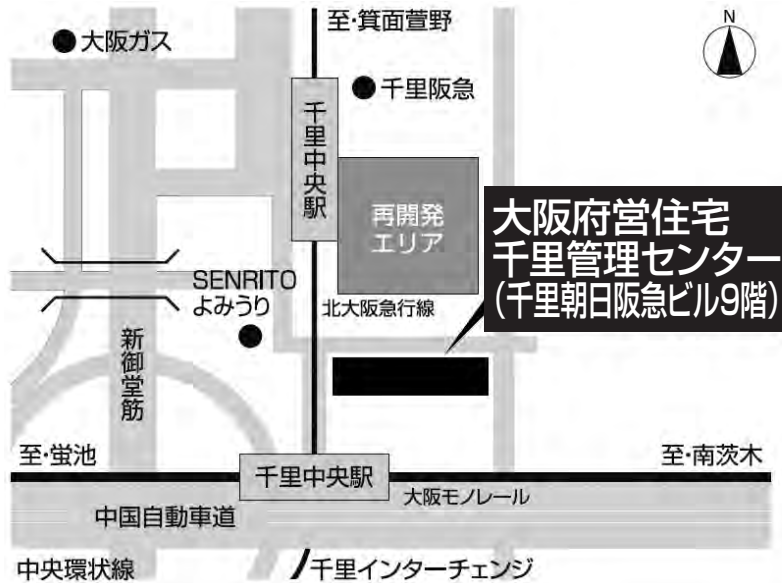 至・箕面萱野
N
大阪ガス
千里阪急
千里中央駅
再開発
エリア
大阪府営住宅
千里管理センター
(千里朝日阪急ビル9階)
SENRITO
よみうり
北大阪急行線
新御堂筋
至・蛍池
千里中央駅
至・南茨木
大阪モノレール
中国自動車道
中央環状線
千里インターチェンジ